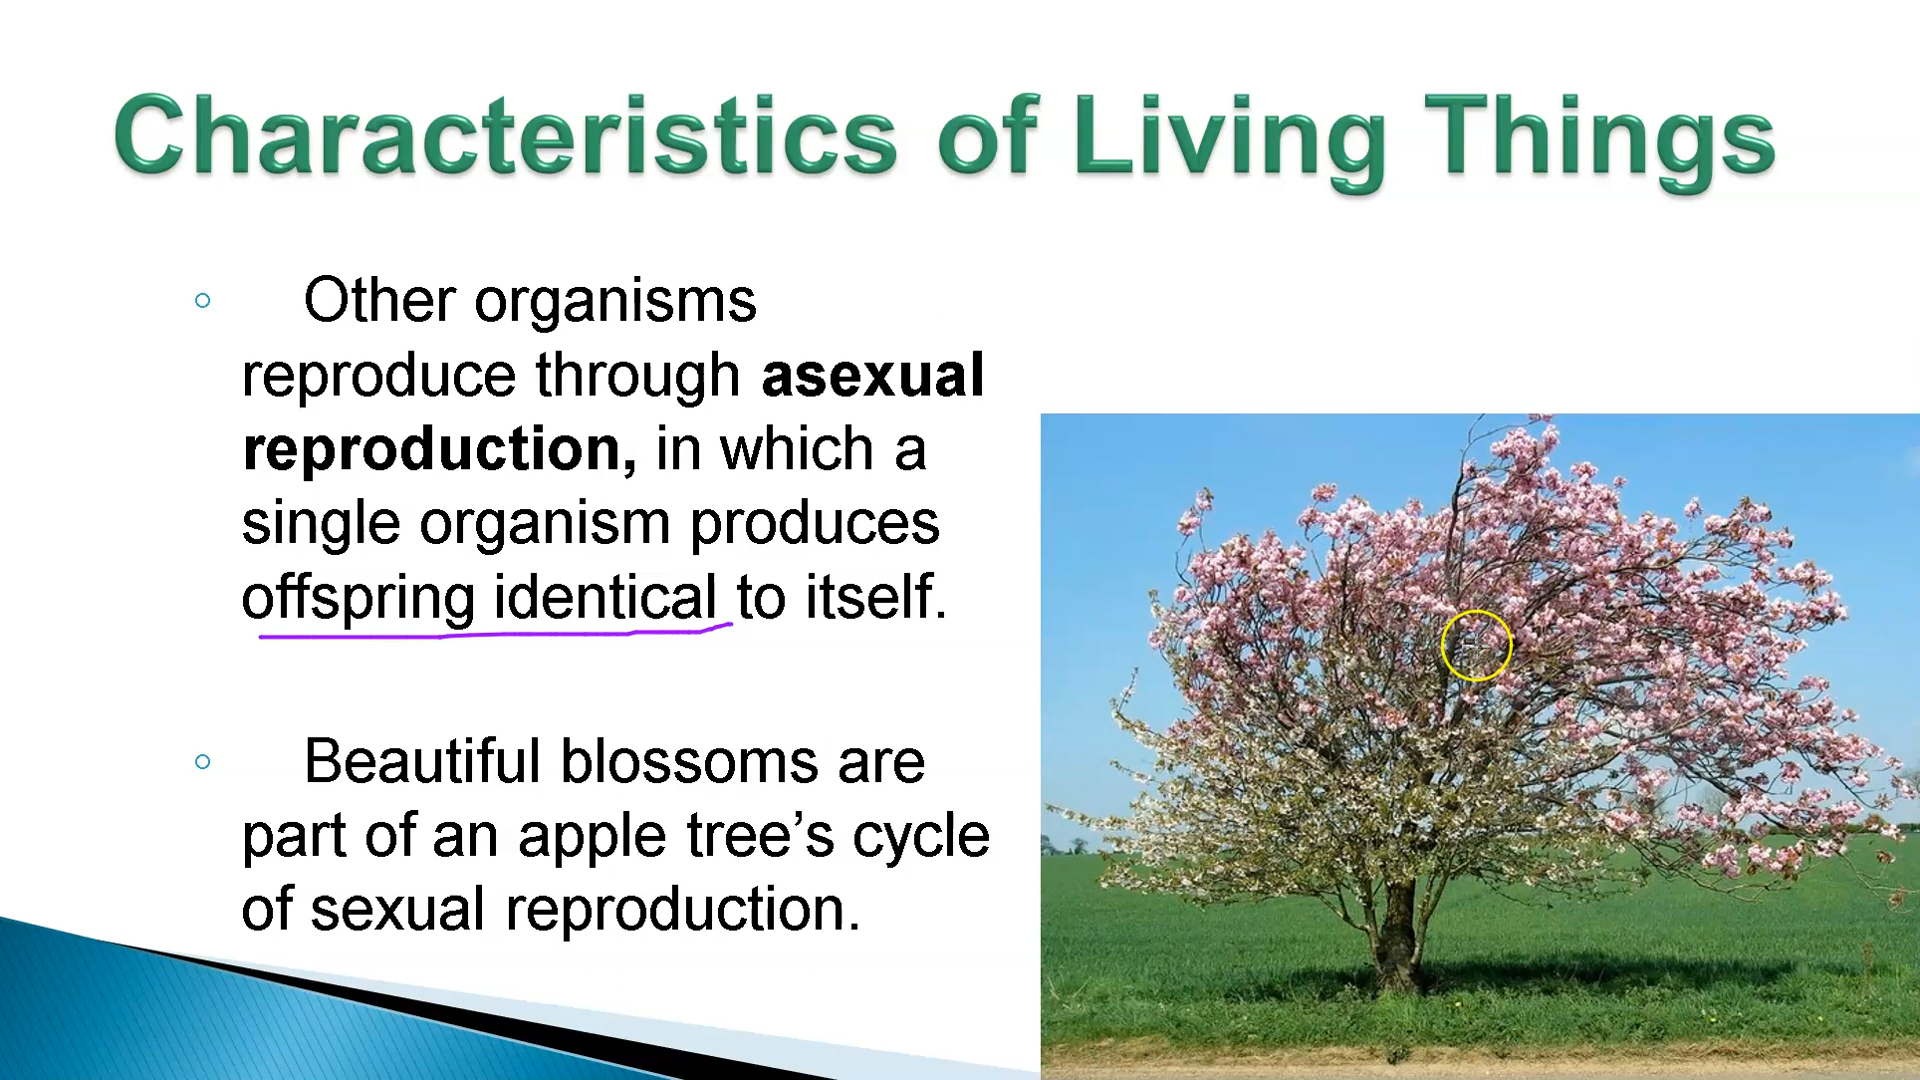 Characteristics of Living Things
Other organisms
reproduce through asexual
reproduction, in which a
single organism produces
offspring identical to itself.
Beautiful blossoms are
part of an apple tree’s cycle
of sexual reproduction.